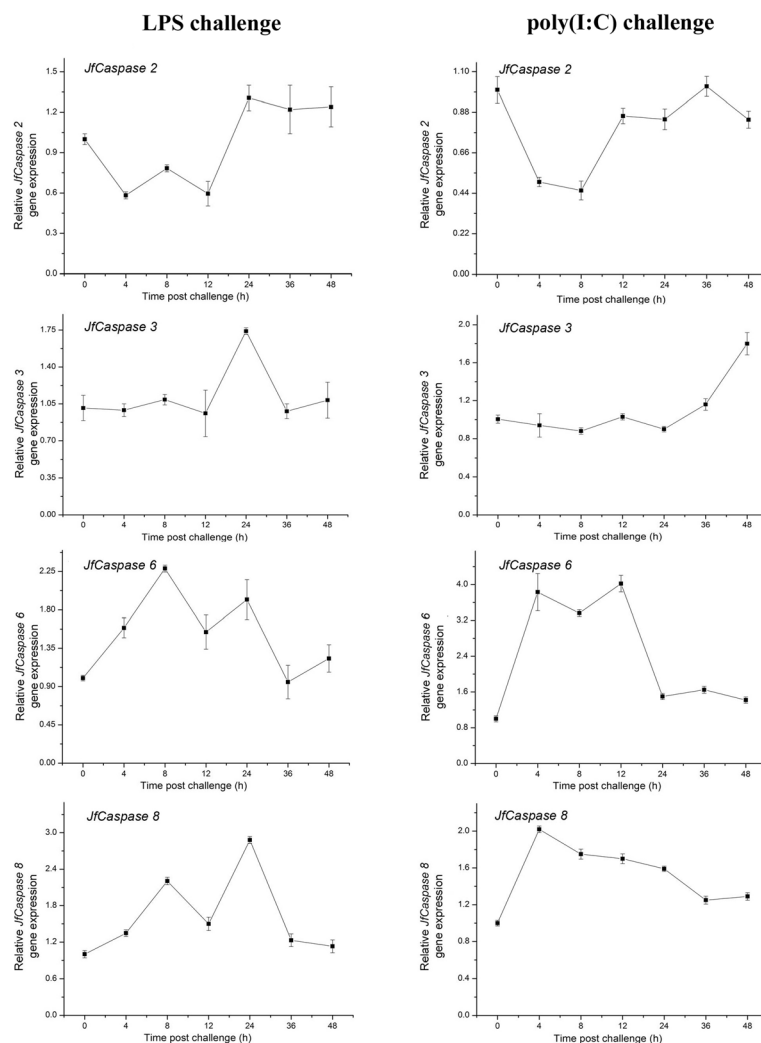 LPS challenge
poly(I:C) challenge
JfCaspase 2
Relative JfCaspase 2
gene expression
1.5
1.2
0.9
0.6
0.3
0.0
0 4 8 12 24 36 48
Time post challenge (h)
JfCaspase 2
Relative JfCaspase 2
gene expression
1.10
0.88
0.66
0.44
0.22
0.00
0 4 8 12 24 36 48
Time post challenge (h)
JfCaspase 3
Relative JfCaspase 3
gene expression
1.75
1.40
1.05
0.70
0.35
0.00
0 4 8 12 24 36 48
Time post challenge (h)
JfCaspase 3
Relative JfCaspase 3
gene expression
2.0
1.6
1.2
0.8
0.4
0.0
0 4 8 12 24 36 48
Time post challenge (h)
JfCaspase 6
Relative JfCaspase 6
gene expression
2.25
1.80
1.35
0.90
0.45
0.00
0 4 8 12 24 36 48
Time post challenge (h)
JfCaspase 6
Relative JfCaspase 6
gene expression
4.0
3.2
2.4
1.6
0.8
0.0
0 4 8 12 24 36 48
Time post challenge (h)
JfCaspase 8
Relative JfCaspase 8
gene expression
3.0
2.4
1.8
1.2
0.6
0.0
0 4 8 12 24 36 48
Time post challenge (h)
JfCaspase 8
Relative JfCaspase 8
gene expression
2.0
1.6
1.2
0.8
0.4
0.0
0 4 8 12 24 36 48
Time post challenge (h)